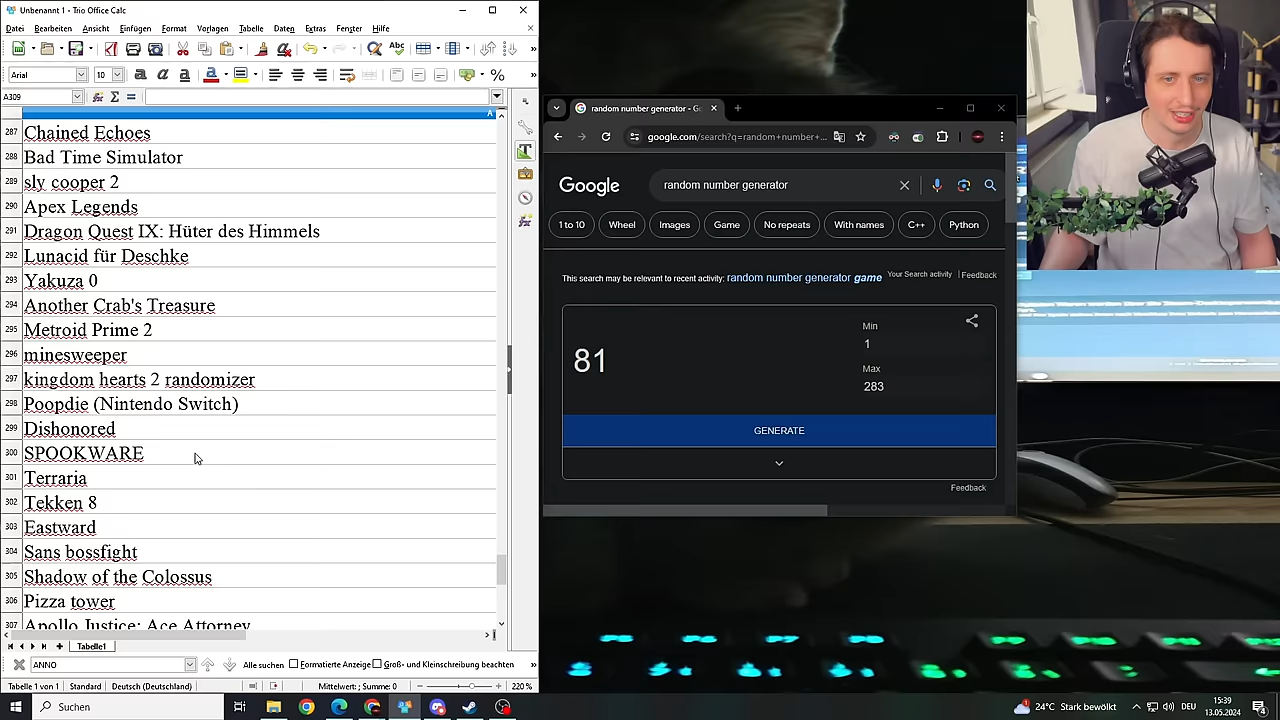 Unbenannt 1 - Trio Office Calc
Datei Bearbeiten Ansicht Einfügen Format Vorlagen Tabelle Daten Extras Fenster Hilfe
Arial 10
A309
A
287 Chained Echoes
288 Bad Time Simulator
289 sly cooper 2
290 Apex Legends
291 Dragon Quest IX: Hüter des Himmels
292 Lunacid für Deschke
293 Yakuza 0
294 Another Crab's Treasure
295 Metroid Prime 2
296 minesweeper
297 kingdom hearts 2 randomizer
298 Poopdie (Nintendo Switch)
299 Dishonored
300 SPOOKWARE
301 Terraria
302 Tekken 8
303 Eastward
304 Sans bossfight
305 Shadow of the Colossus
306 Pizza tower
307 Apollo Justice: Ace Attorney
Tabelle1
ANNO Alle suchen Formatierte Anzeige Groß- und Kleinschreibung beachten
Tabelle 1 von 1 Standard Deutsch (Deutschland) Mittelwert: ; Summe: 0 220 %
random number generator - Go
google.com/search?q=random+number+...
Google random number generator
1 to 10 Wheel Images Game No repeats With names C++ Python
This search may be relevant to recent activity: random number generator game Your Search activity Feedback
81
Min
1
Max
283
GENERATE
Feedback
Suchen
24°C Stark bewölkt DEU 15:39
13.05.2024